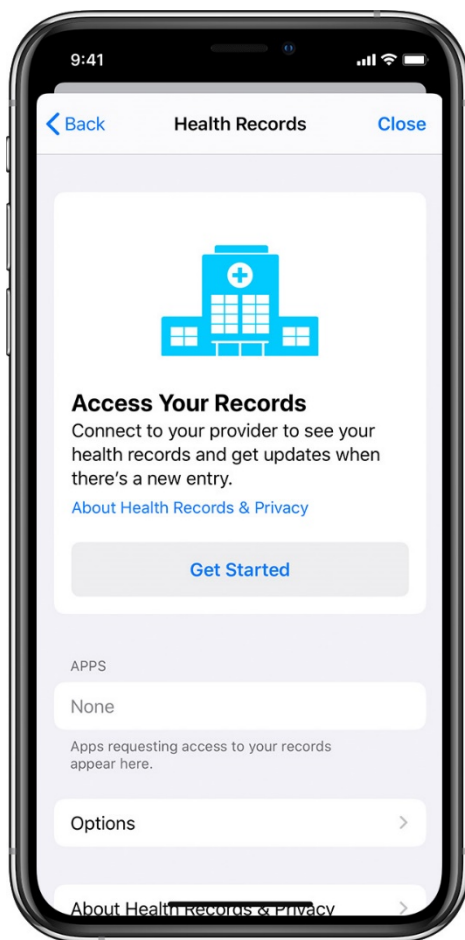 9:41
Back Health Records Close
Access Your Records
Connect to your provider to see your
health records and get updates when
there's a new entry.
About Health Records & Privacy
Get Started
APPS
None
Apps requesting access to your records
appear here.
Options
About Health Records & Privacy